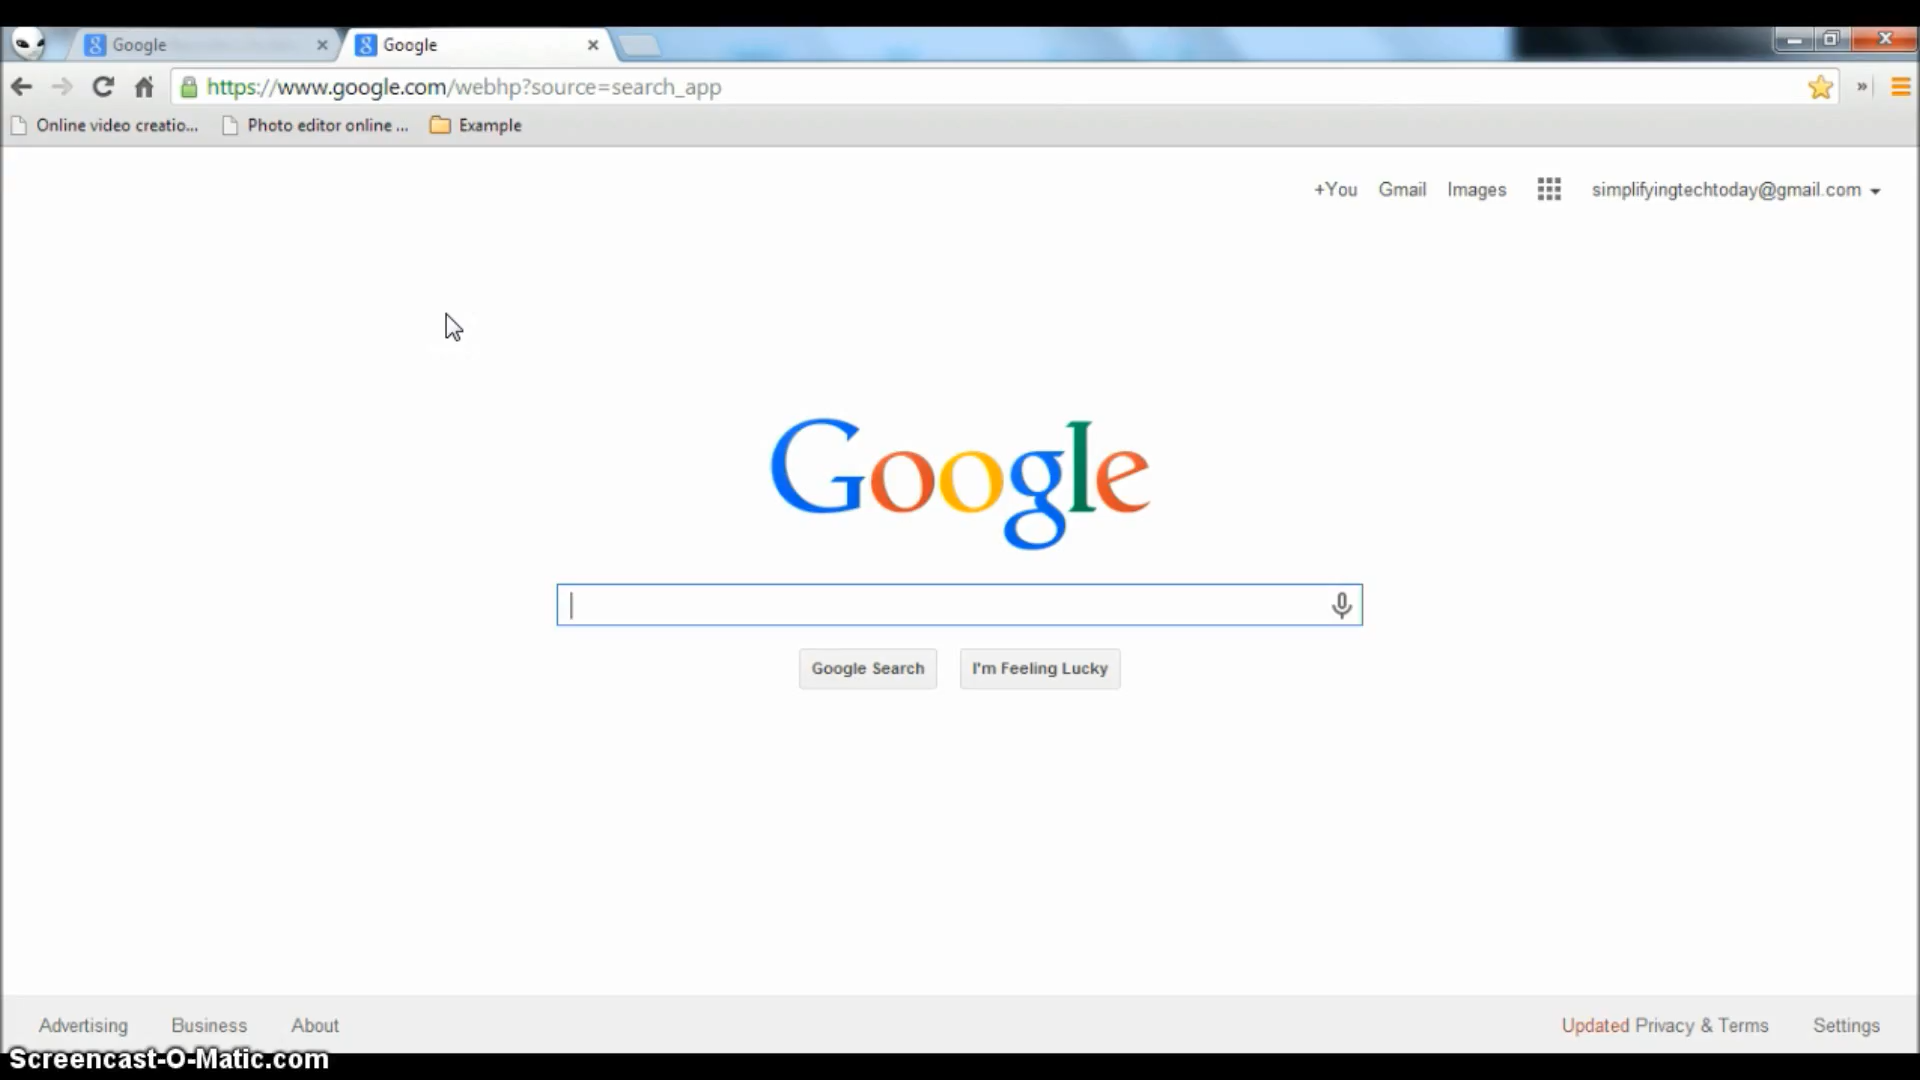 Google
Google
https://www.google.com/webhp?source=search_app
Online video creatio...
Photo editor online ...
Example
+You Gmail Images simplifyingtechtoday@gmail.com
Google
Google Search
I'm Feeling Lucky
Advertising Business About
Updated Privacy & Terms Settings
Screencast-O-Matic.com